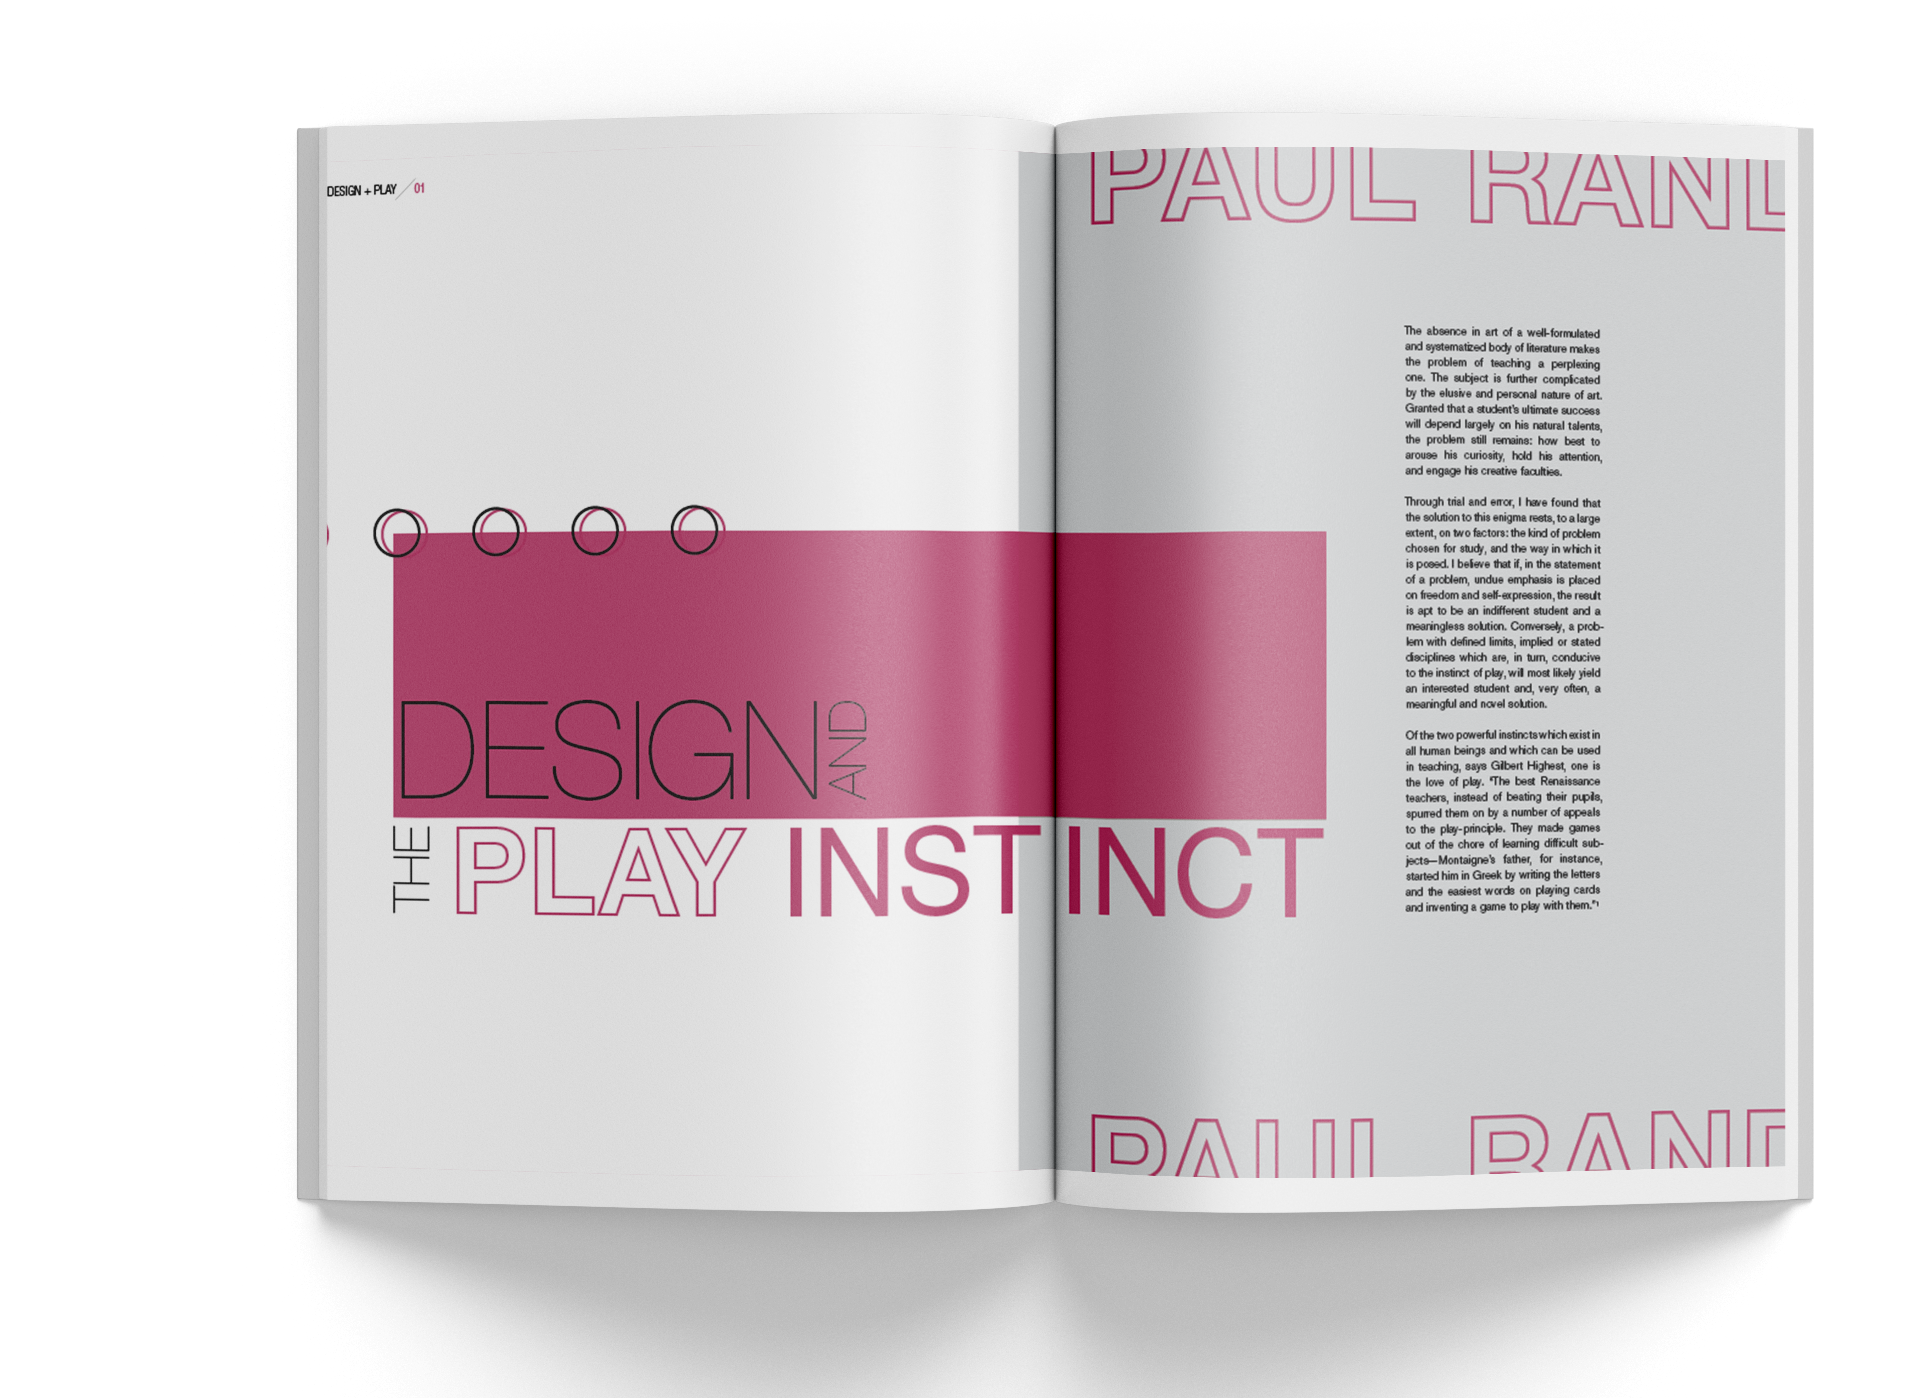 DESIGN + PLAY / 01
DESIGN AND
THE PLAY INSTINCT
PAUL RAND
The absence in art of a well-formulated
and systematized body of literature makes
the problem of teaching a perplexing
one. The subject is further complicated
by the elusive and personal nature of art.
Granted that a student's ultimate success
will depend largely on his natural talents,
the problem still remains: how best to
arouse his curiosity, hold his attention,
and engage his creative faculties.
Through trial and error, I have found that
the solution to this enigma rests, to a large
extent, on two factors: the kind of problem
chosen for study, and the way in which it
is posed. I believe that if, in the statement
of a problem, undue emphasis is placed
on freedom and self-expression, the result
is apt to be an indifferent student and a
meaningless solution. Conversely, a prob-
lem with defined limits, implied or stated
disciplines which are, in turn, conducive
to the instinct of play, will most likely yield
an interested student and, very often, a
meaningful and novel solution.
Of the two powerful instincts which exist in
all human beings and which can be used
in teaching, says Gilbert Highest, one is
the love of play. "The best Renaissance
teachers, instead of beating their pupils,
spurred them on by a number of appeals
to the play-principle. They made games
out of the chore of learning difficult sub-
jects—Montaigne's father, for instance,
started him in Greek by writing the letters
and the easiest words on playing cards
and inventing a game to play with them."¹
PAUL RAND